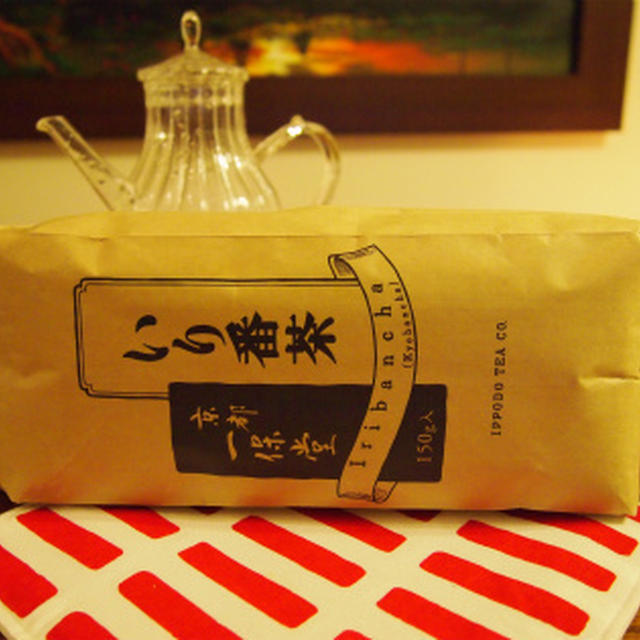 いり番茶
京都
一保堂
Iribancha
(Kyobancha)
150g入
IPPODO TEA CO.